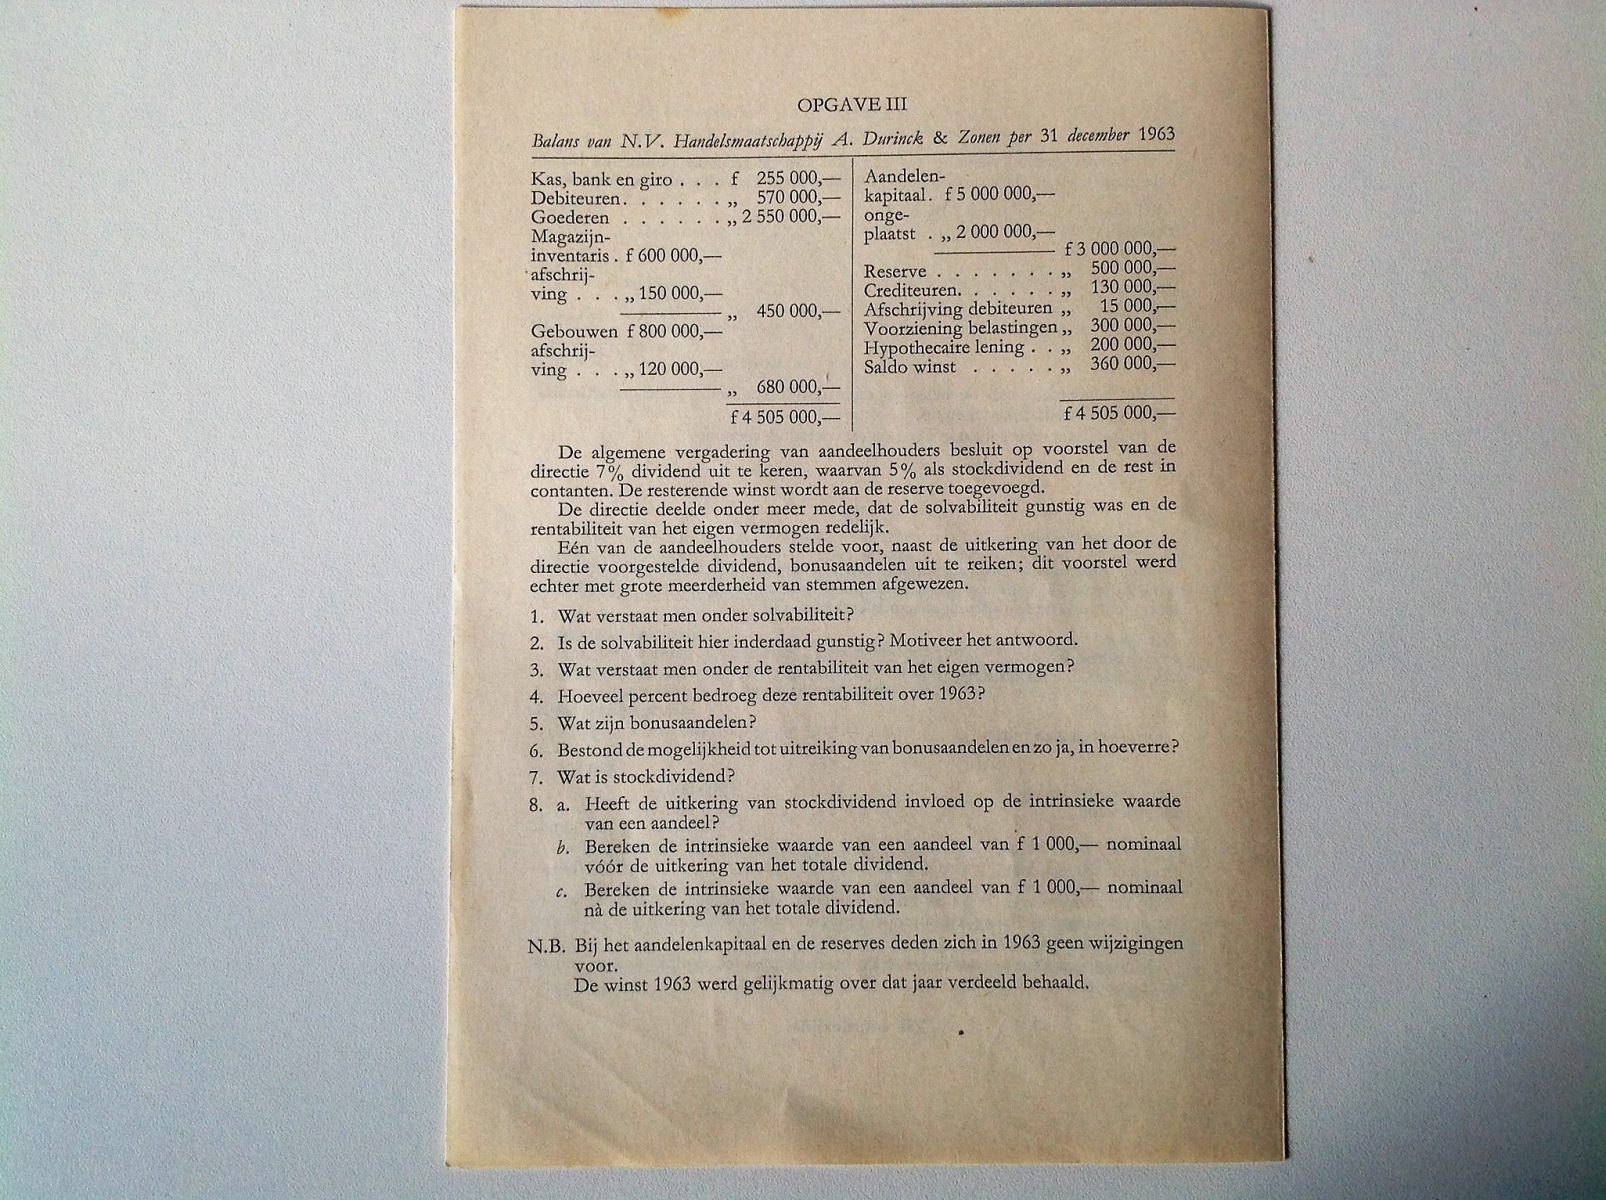 OPGAVE III
Balans van N.V. Handelsmaatschappij A. Durinck & Zonen per 31 december 1963
Kas, bank en giro . . . f 255 000,—
Debiteuren. . . . . . „ 570 000,—
Goederen . . . . . . „ 2 550 000,—
Magazijn-
inventaris . f 600 000,—
afschrij-
ving . . . „ 150 000,—
„ 450 000,—
Gebouwen f 800 000,—
afschrij-
ving . . . „ 120 000,—
„ 680 000,—
f 4 505 000,—
Aandelen-
kapitaal. f 5 000 000,—
onge-
plaatst . „ 2 000 000,—
f 3 000 000,—
Reserve . . . . . . . „ 500 000,—
Crediteuren. . . . . . „ 130 000,—
Afschrijving debiteuren „ 15 000,—
Voorziening belastingen „ 300 000,—
Hypothecaire lening . . „ 200 000,—
Saldo winst . . . . . „ 360 000,—
f 4 505 000,—
De algemene vergadering van aandeelhouders besluit op voorstel van de
directie 7% dividend uit te keren, waarvan 5% als stockdividend en de rest in
contanten. De resterende winst wordt aan de reserve toegevoegd.
De directie deelde onder meer mede, dat de solvabiliteit gunstig was en de
rentabiliteit van het eigen vermogen redelijk.
Eén van de aandeelhouders stelde voor, naast de uitkering van het door de
directie voorgestelde dividend, bonusaandelen uit te reiken; dit voorstel werd
echter met grote meerderheid van stemmen afgewezen.
1. Wat verstaat men onder solvabiliteit?
2. Is de solvabiliteit hier inderdaad gunstig? Motiveer het antwoord.
3. Wat verstaat men onder de rentabiliteit van het eigen vermogen?
4. Hoeveel percent bedroeg deze rentabiliteit over 1963?
5. Wat zijn bonusaandelen?
6. Bestond de mogelijkheid tot uitreiking van bonusaandelen en zo ja, in hoeverre?
7. Wat is stockdividend?
8. a. Heeft de uitkering van stockdividend invloed op de intrinsieke waarde
van een aandeel?
b. Bereken de intrinsieke waarde van een aandeel van f 1 000,— nominaal
vóór de uitkering van het totale dividend.
c. Bereken de intrinsieke waarde van een aandeel van f 1 000,— nominaal
nà de uitkering van het totale dividend.
N.B. Bij het aandelenkapitaal en de reserves deden zich in 1963 geen wijzigingen
voor.
De winst 1963 werd gelijkmatig over dat jaar verdeeld behaald.